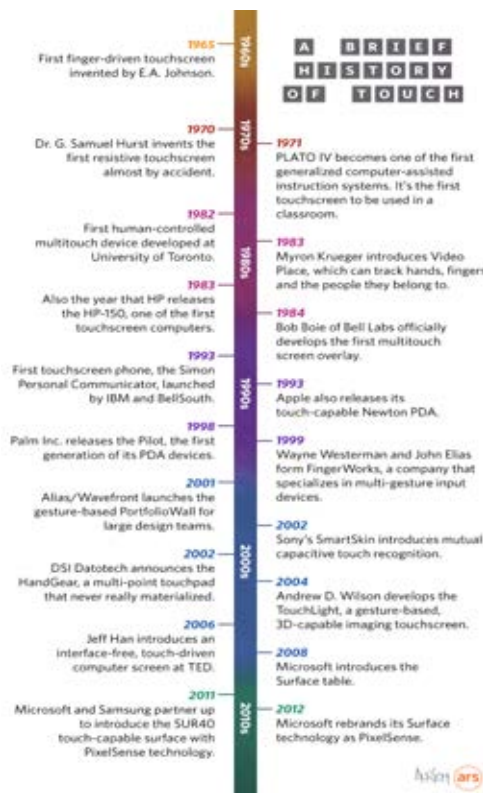 A BRIEF
HISTORY
OF TOUCH
1960s
1965
First finger-driven touchscreen
invented by E.A. Johnson.
1970s
1970
Dr. G. Samuel Hurst invents the
first resistive touchscreen
almost by accident.
1971
PLATO IV becomes one of the first
generalized computer-assisted
instruction systems. It's the first
touchscreen to be used in a
classroom.
1980s
1982
First human-controlled
multitouch device developed at
University of Toronto.
1983
Myron Krueger introduces Video
Place, which can track hands, fingers
and the people they belong to.
1983
Also the year that HP releases
the HP-150, one of the first
touchscreen computers.
1984
Bob Boie of Bell Labs officially
develops the first multitouch
screen overlay.
1990s
1993
First touchscreen phone, the Simon
Personal Communicator, launched
by IBM and BellSouth.
1993
Apple also releases its
touch-capable Newton PDA.
1998
Palm Inc. releases the Pilot, the first
generation of its PDA devices.
1999
Wayne Westerman and John Elias
form FingerWorks, a company that
specializes in multi-gesture input
devices.
2000s
2001
Alias/Wavefront launches the
gesture-based PortfolioWall for
large design teams.
2002
Sony's SmartSkin introduces mutual
capacitive touch recognition.
2002
DSI Datotech announces the
HandGear, a multi-point touchpad
that never really materialized.
2004
Andrew D. Wilson develops the
TouchLight, a gesture-based,
3D-capable imaging touchscreen.
2006
Jeff Han introduces an
interface-free, touch-driven
computer screen at TED.
2008
Microsoft introduces the
Surface table.
2010s
2011
Microsoft and Samsung partner up
to introduce the SUR40
touch-capable surface with
PixelSense technology.
2012
Microsoft rebrands its Surface
technology as PixelSense.
ars